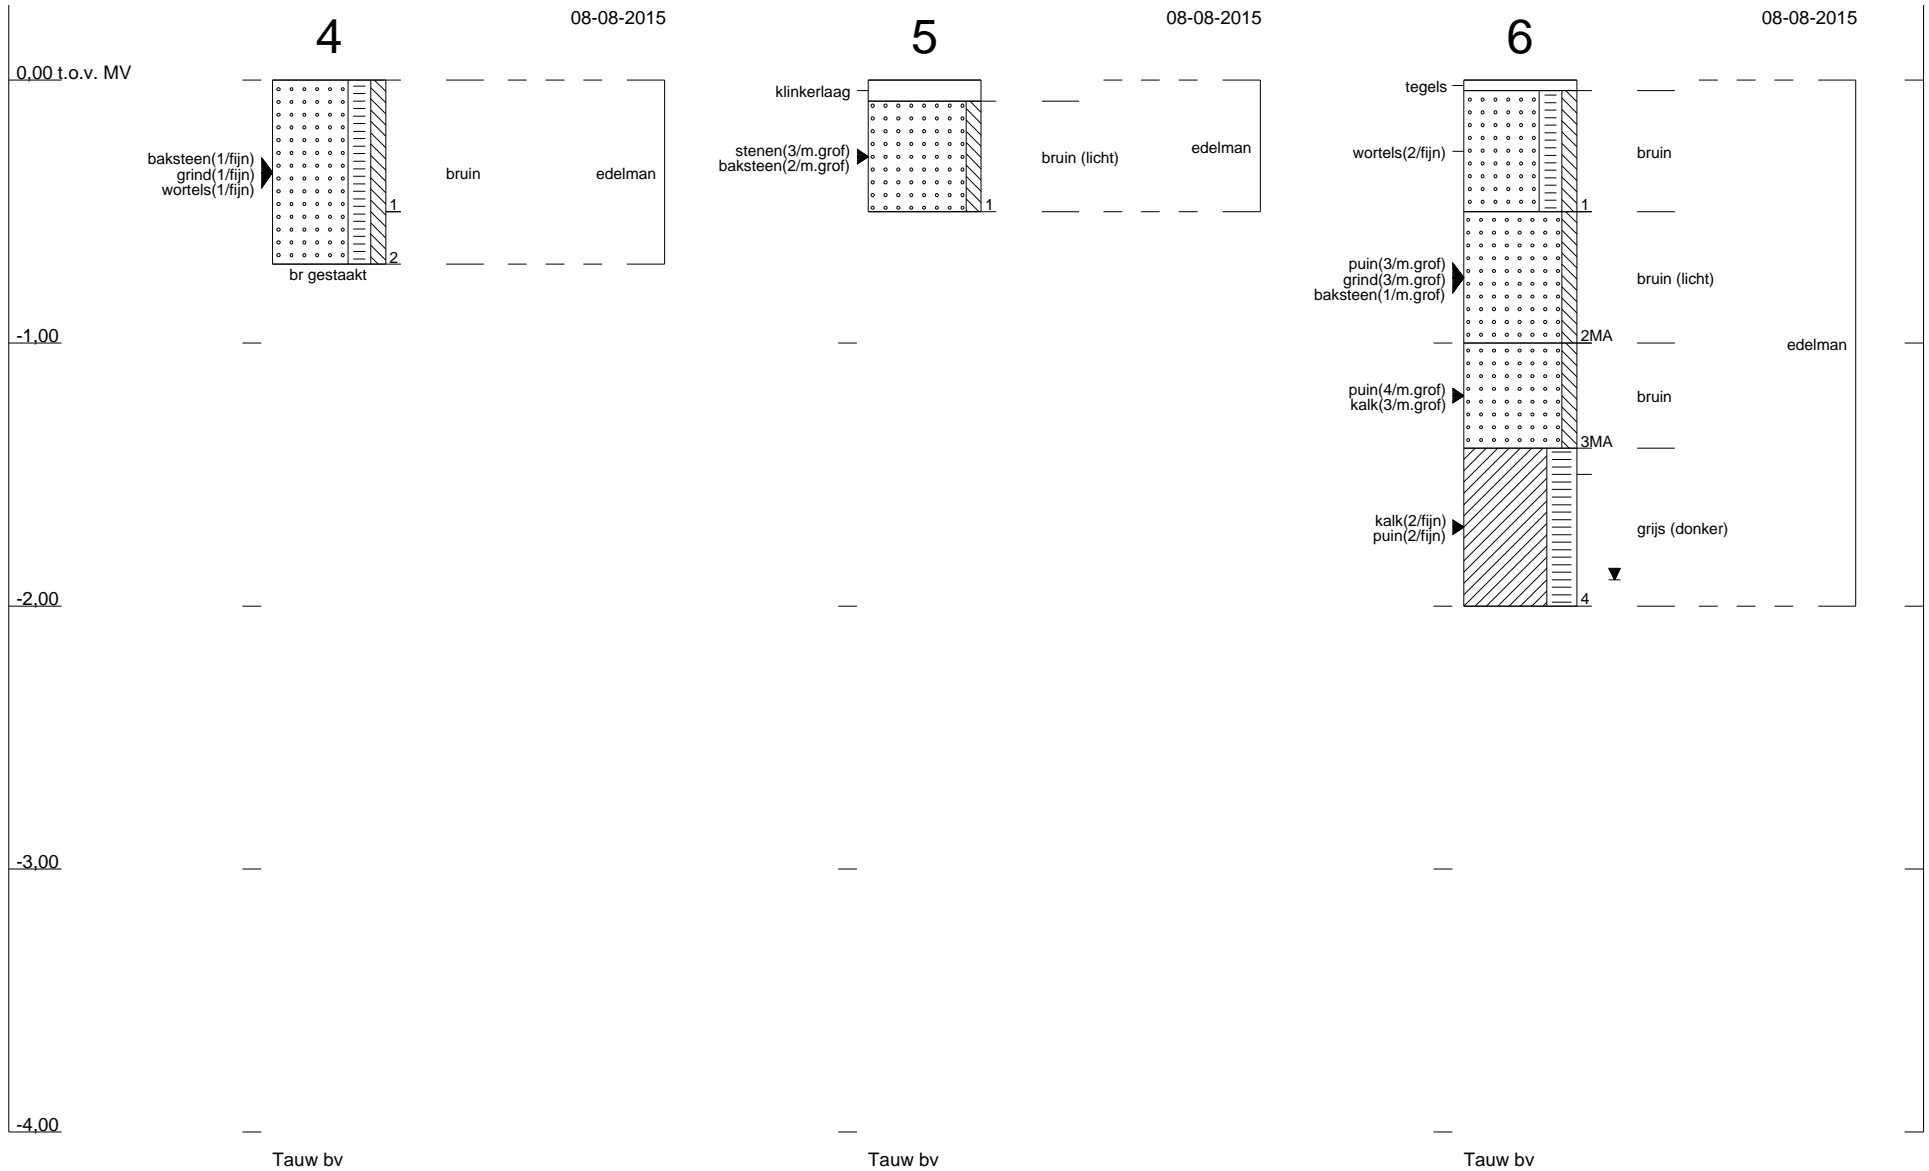 4
08-08-2015
5
08-08-2015
6
08-08-2015
0,00 t.o.v. MV
-1,00
-2,00
-3,00
-4,00
baksteen(1/fijn)
grind(1/fijn)
wortels(1/fijn)
1
2
br gestaakt
bruin
edelman
klinkerlaag
stenen(3/m.grof)
baksteen(2/m.grof)
1
bruin (licht)
edelman
tegels
wortels(2/fijn)
bruin
1
puin(3/m.grof)
grind(3/m.grof)
baksteen(1/m.grof)
bruin (licht)
2MA
edelman
puin(4/m.grof)
kalk(3/m.grof)
bruin
3MA
kalk(2/fijn)
puin(2/fijn)
grijs (donker)
4
Tauw bv
Tauw bv
Tauw bv